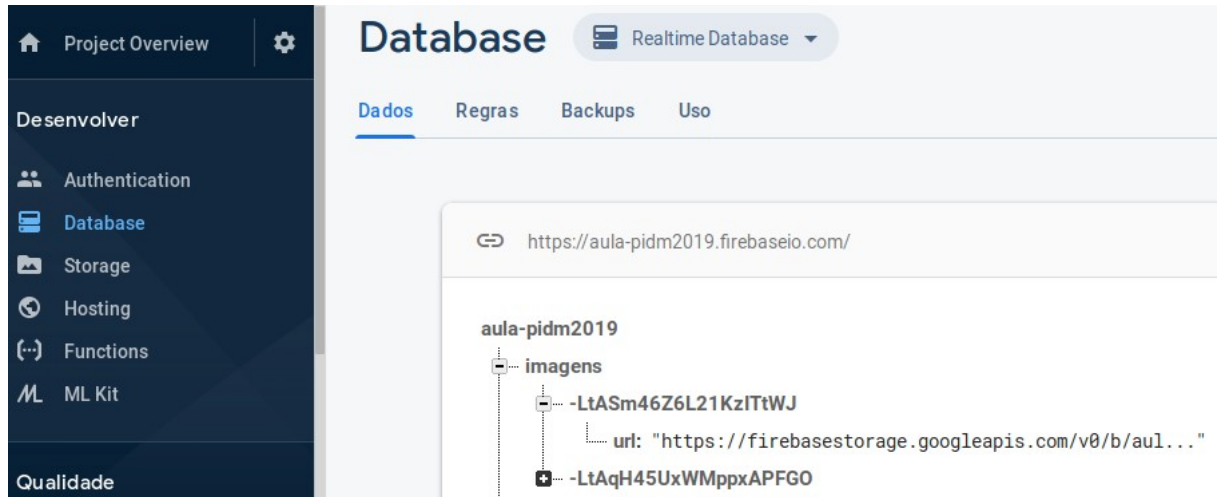 Project Overview
Desenvolver
Authentication
Database
Storage
Hosting
Functions
ML Kit
Qualidade
Database
Realtime Database
Dados Regras Backups Uso
https://aula-pidm2019.firebaseio.com/
aula-pidm2019
imagens
-LtASm46Z6L21KzlTtWJ
url: "https://firebasestorage.googleapis.com/v0/b/aul..."
-LtAqH45UxWMppxAPFGO